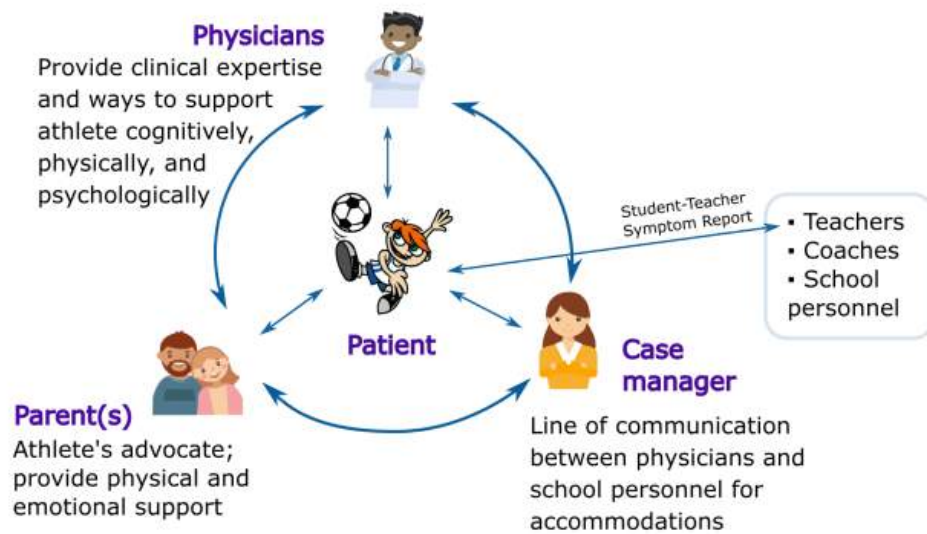 Physicians
Provide clinical expertise
and ways to support
athlete cognitively,
physically, and
psychologically
Student-Teacher
Symptom Report
▪ Teachers
▪ Coaches
▪ School
personnel
Patient
Parent(s)
Athlete's advocate;
provide physical and
emotional support
Case
manager
Line of communication
between physicians and
school personnel for
accommodations